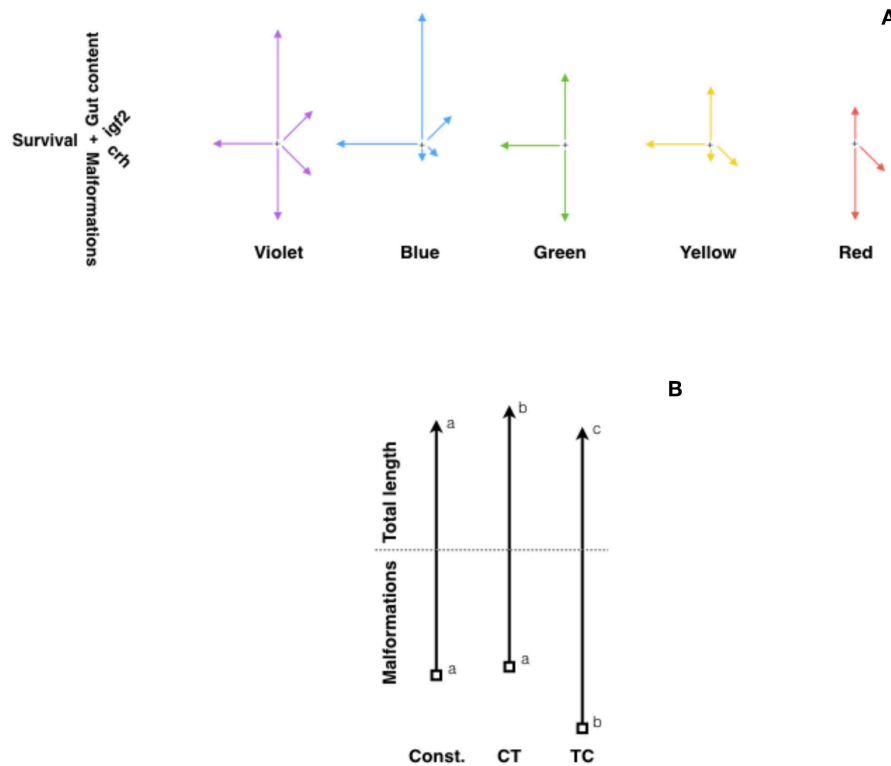 A
Gut content
igf2
Survival
+
crh
Malformations
Violet
Blue
Green
Yellow
Red
B
Total length
Malformations
a
b
c
a
a
b
Const.
CT
TC